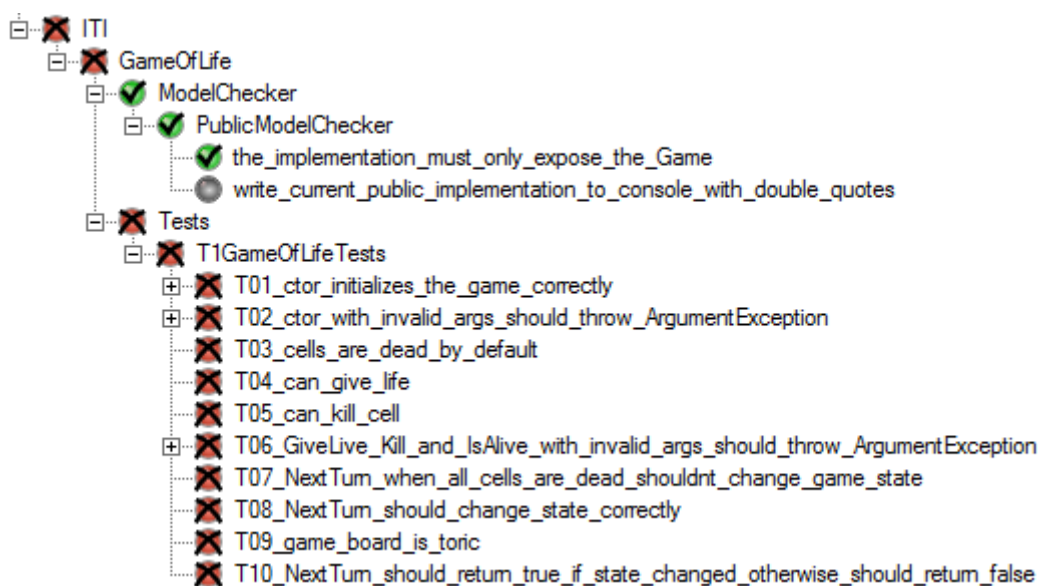 ITI
GameOfLife
ModelChecker
PublicModelChecker
the_implementation_must_only_expose_the_Game
write_current_public_implementation_to_console_with_double_quotes
Tests
T1GameOfLifeTests
T01_ctor_initializes_the_game_correctly
T02_ctor_with_invalid_args_should_throw_ArgumentException
T03_cells_are_dead_by_default
T04_can_give_life
T05_can_kill_cell
T06_GiveLive_Kill_and_IsAlive_with_invalid_args_should_throw_ArgumentException
T07_NextTurn_when_all_cells_are_dead_shouldnt_change_game_state
T08_NextTurn_should_change_state_correctly
T09_game_board_is_toric
T10_NextTurn_should_return_true_if_state_changed_otherwise_should_return_false